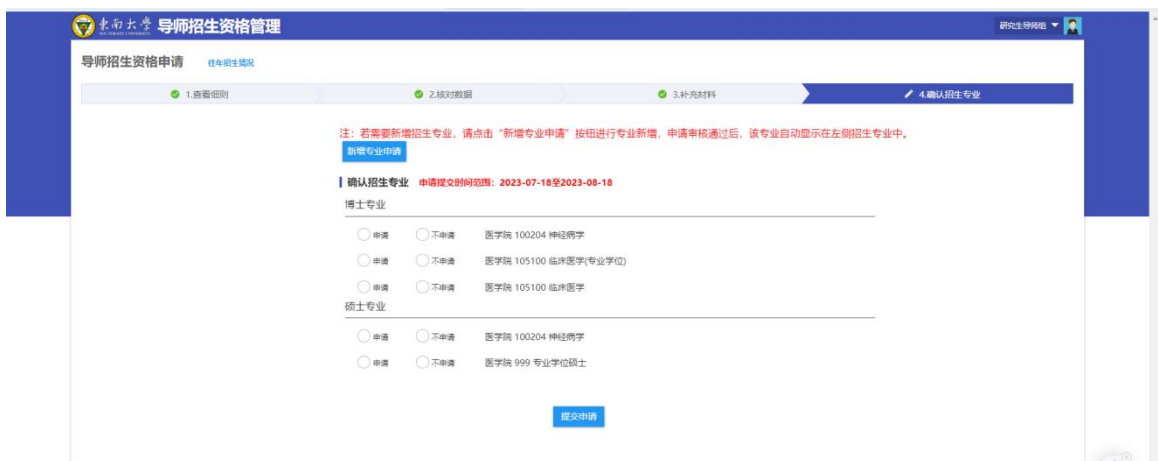 东南大学 导师招生资格管理
研究生导师组
导师招生资格申请 往年招生情况
1.查看细则 2.核对数据 3.补充材料 4.确认招生专业
注：若需要新增招生专业，请点击“新增专业申请”按钮进行专业新增，申请审核通过后，该专业自动显示在左侧招生专业中。
新增专业申请
确认招生专业 申请提交时间范围：2023-07-18至2023-08-18
博士专业
申请 不申请 医学院 100204 神经病学
申请 不申请 医学院 105100 临床医学(专业学位)
申请 不申请 医学院 105100 临床医学
硕士专业
申请 不申请 医学院 100204 神经病学
申请 不申请 医学院 999 专业学位硕士
提交申请